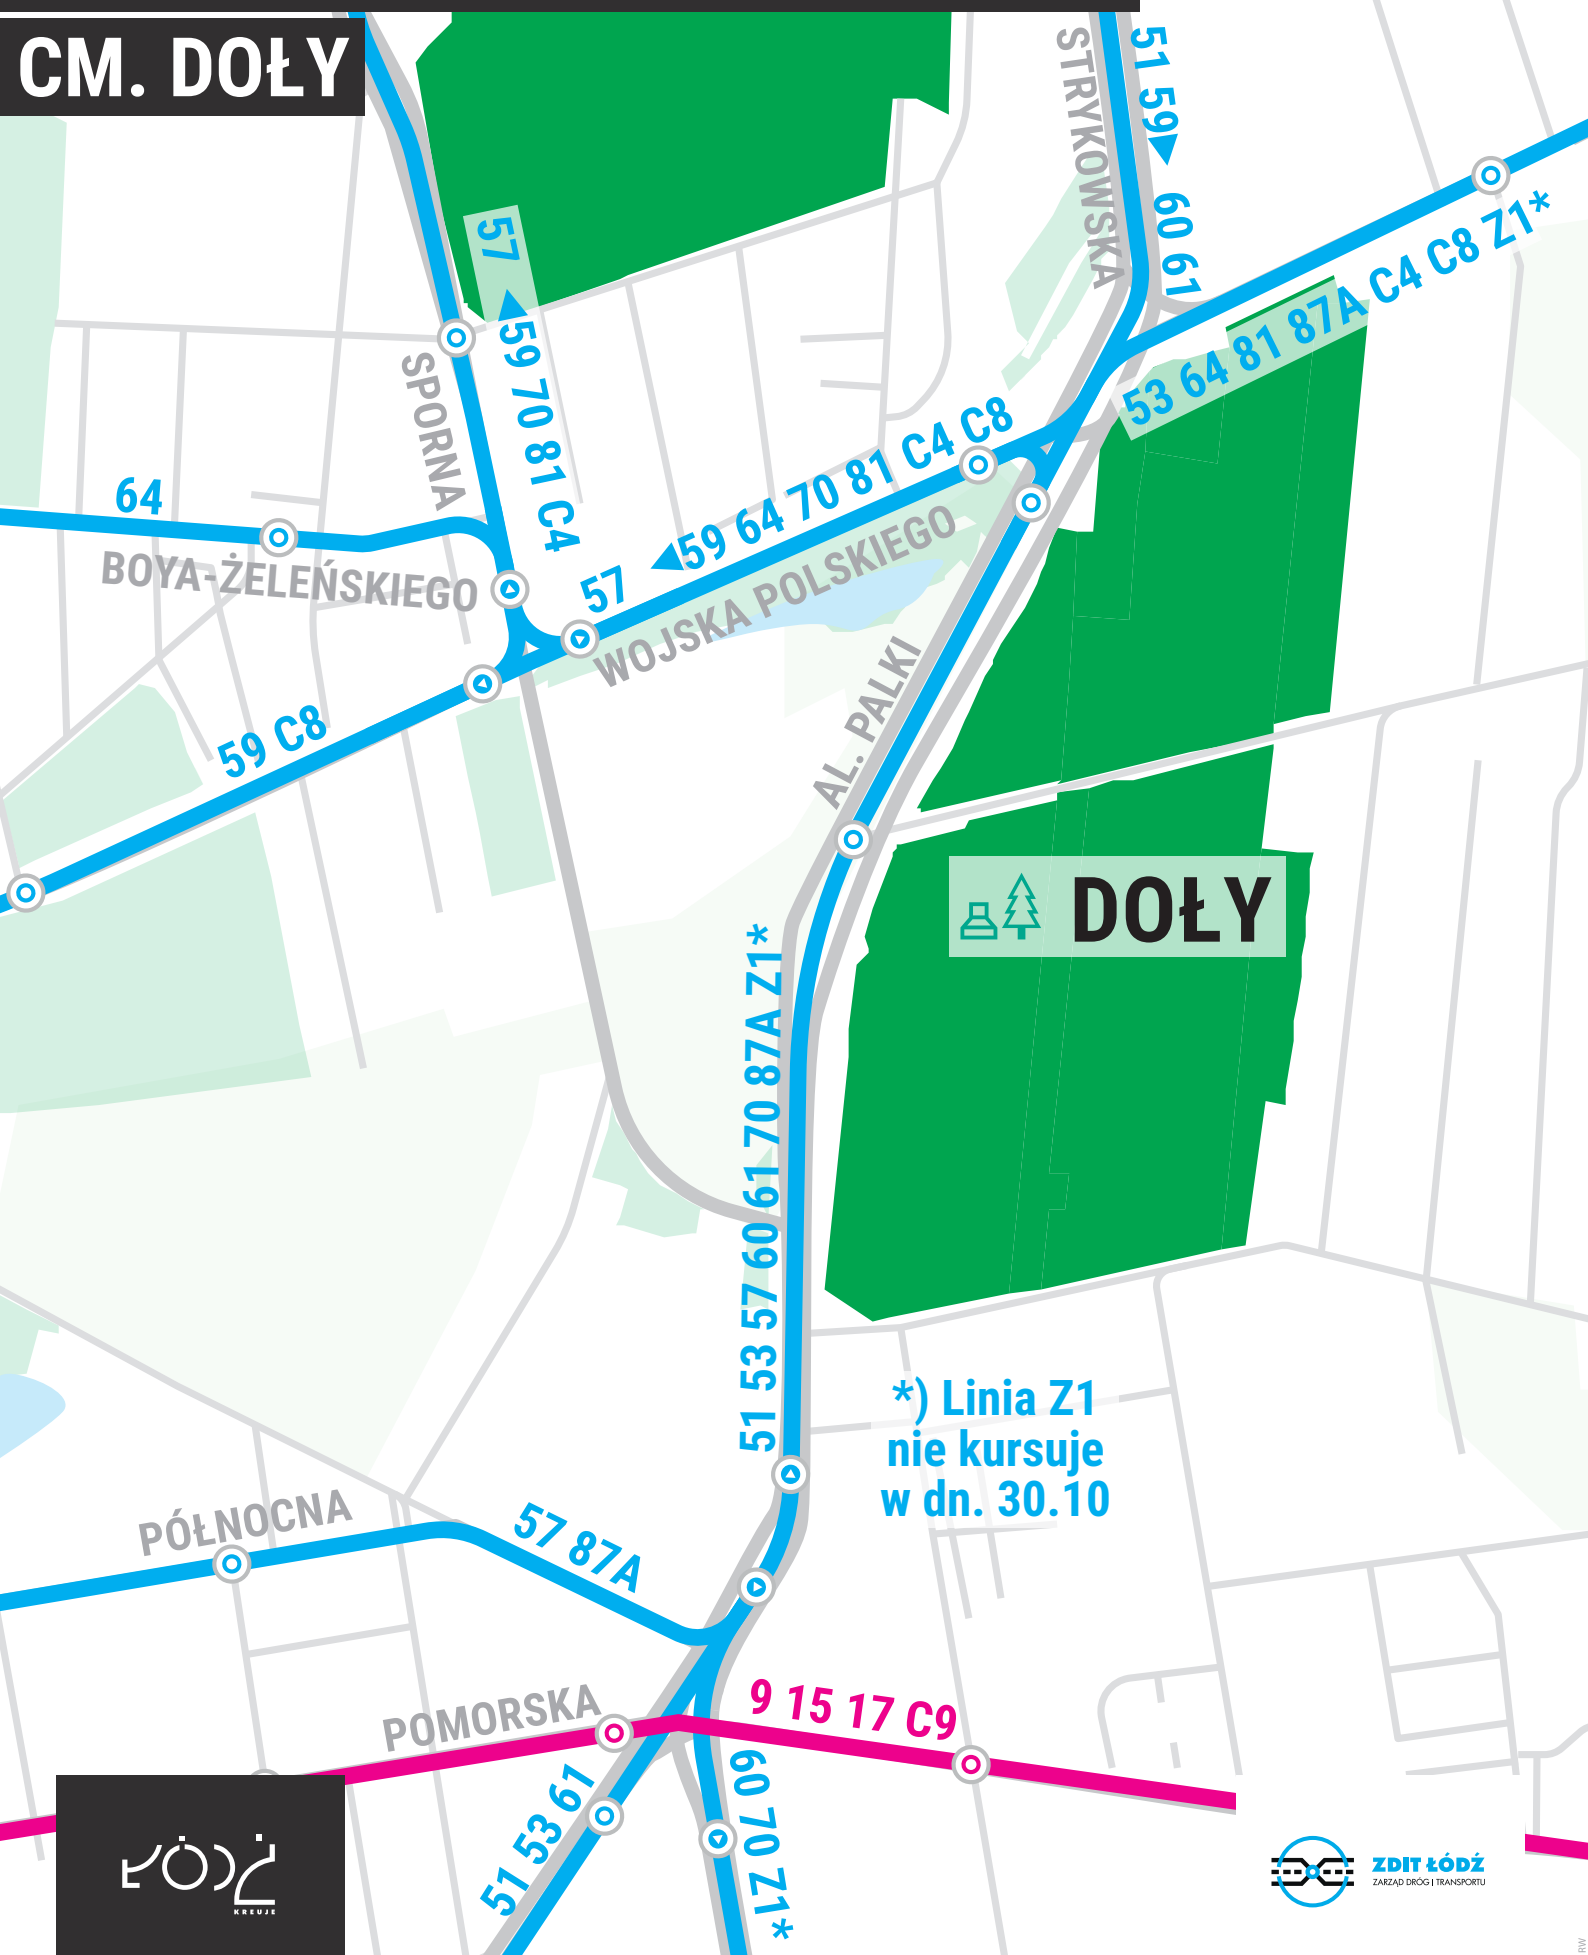 CM. DOŁY
STRYKOWSKA
51 59
60 61
57
59 70 81 C4
53 64 81 87A C4 C8 Z1*
SPORNA
64
BOYA-ŻELEŃSKIEGO
59 64 70 81 C4 C8
57
WOJSKA POLSKIEGO
59 C8
AL. PALKI
DOŁY
51 53 57 60 61 70 87A Z1*
*) Linia Z1
nie kursuje
w dn. 30.10
PÓŁNOCNA
57 87A
POMORSKA
9 15 17 C9
51 53 61
60 70 Z1*
ŁÓDŹ
KREUJE
ZDIT ŁÓDŹ
ZARZĄD DRÓG I TRANSPORTU
RW